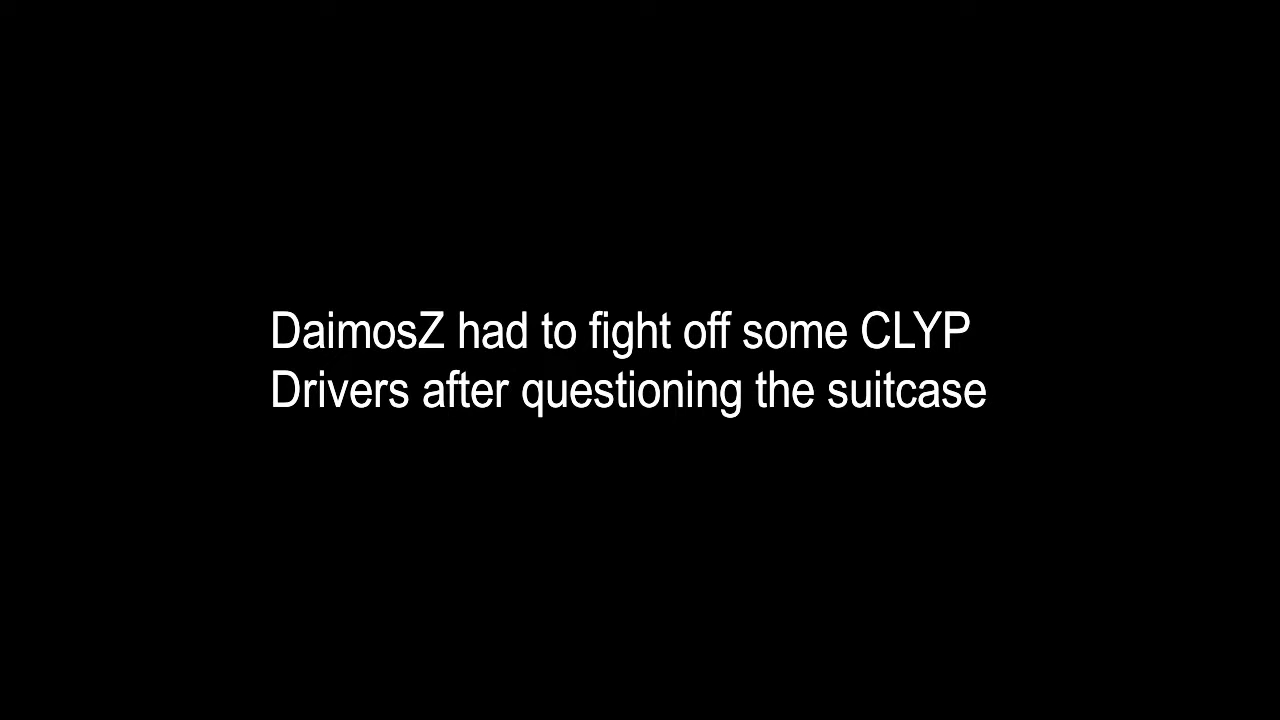 DaimosZ had to fight off some CLYP
Drivers after questioning the suitcase